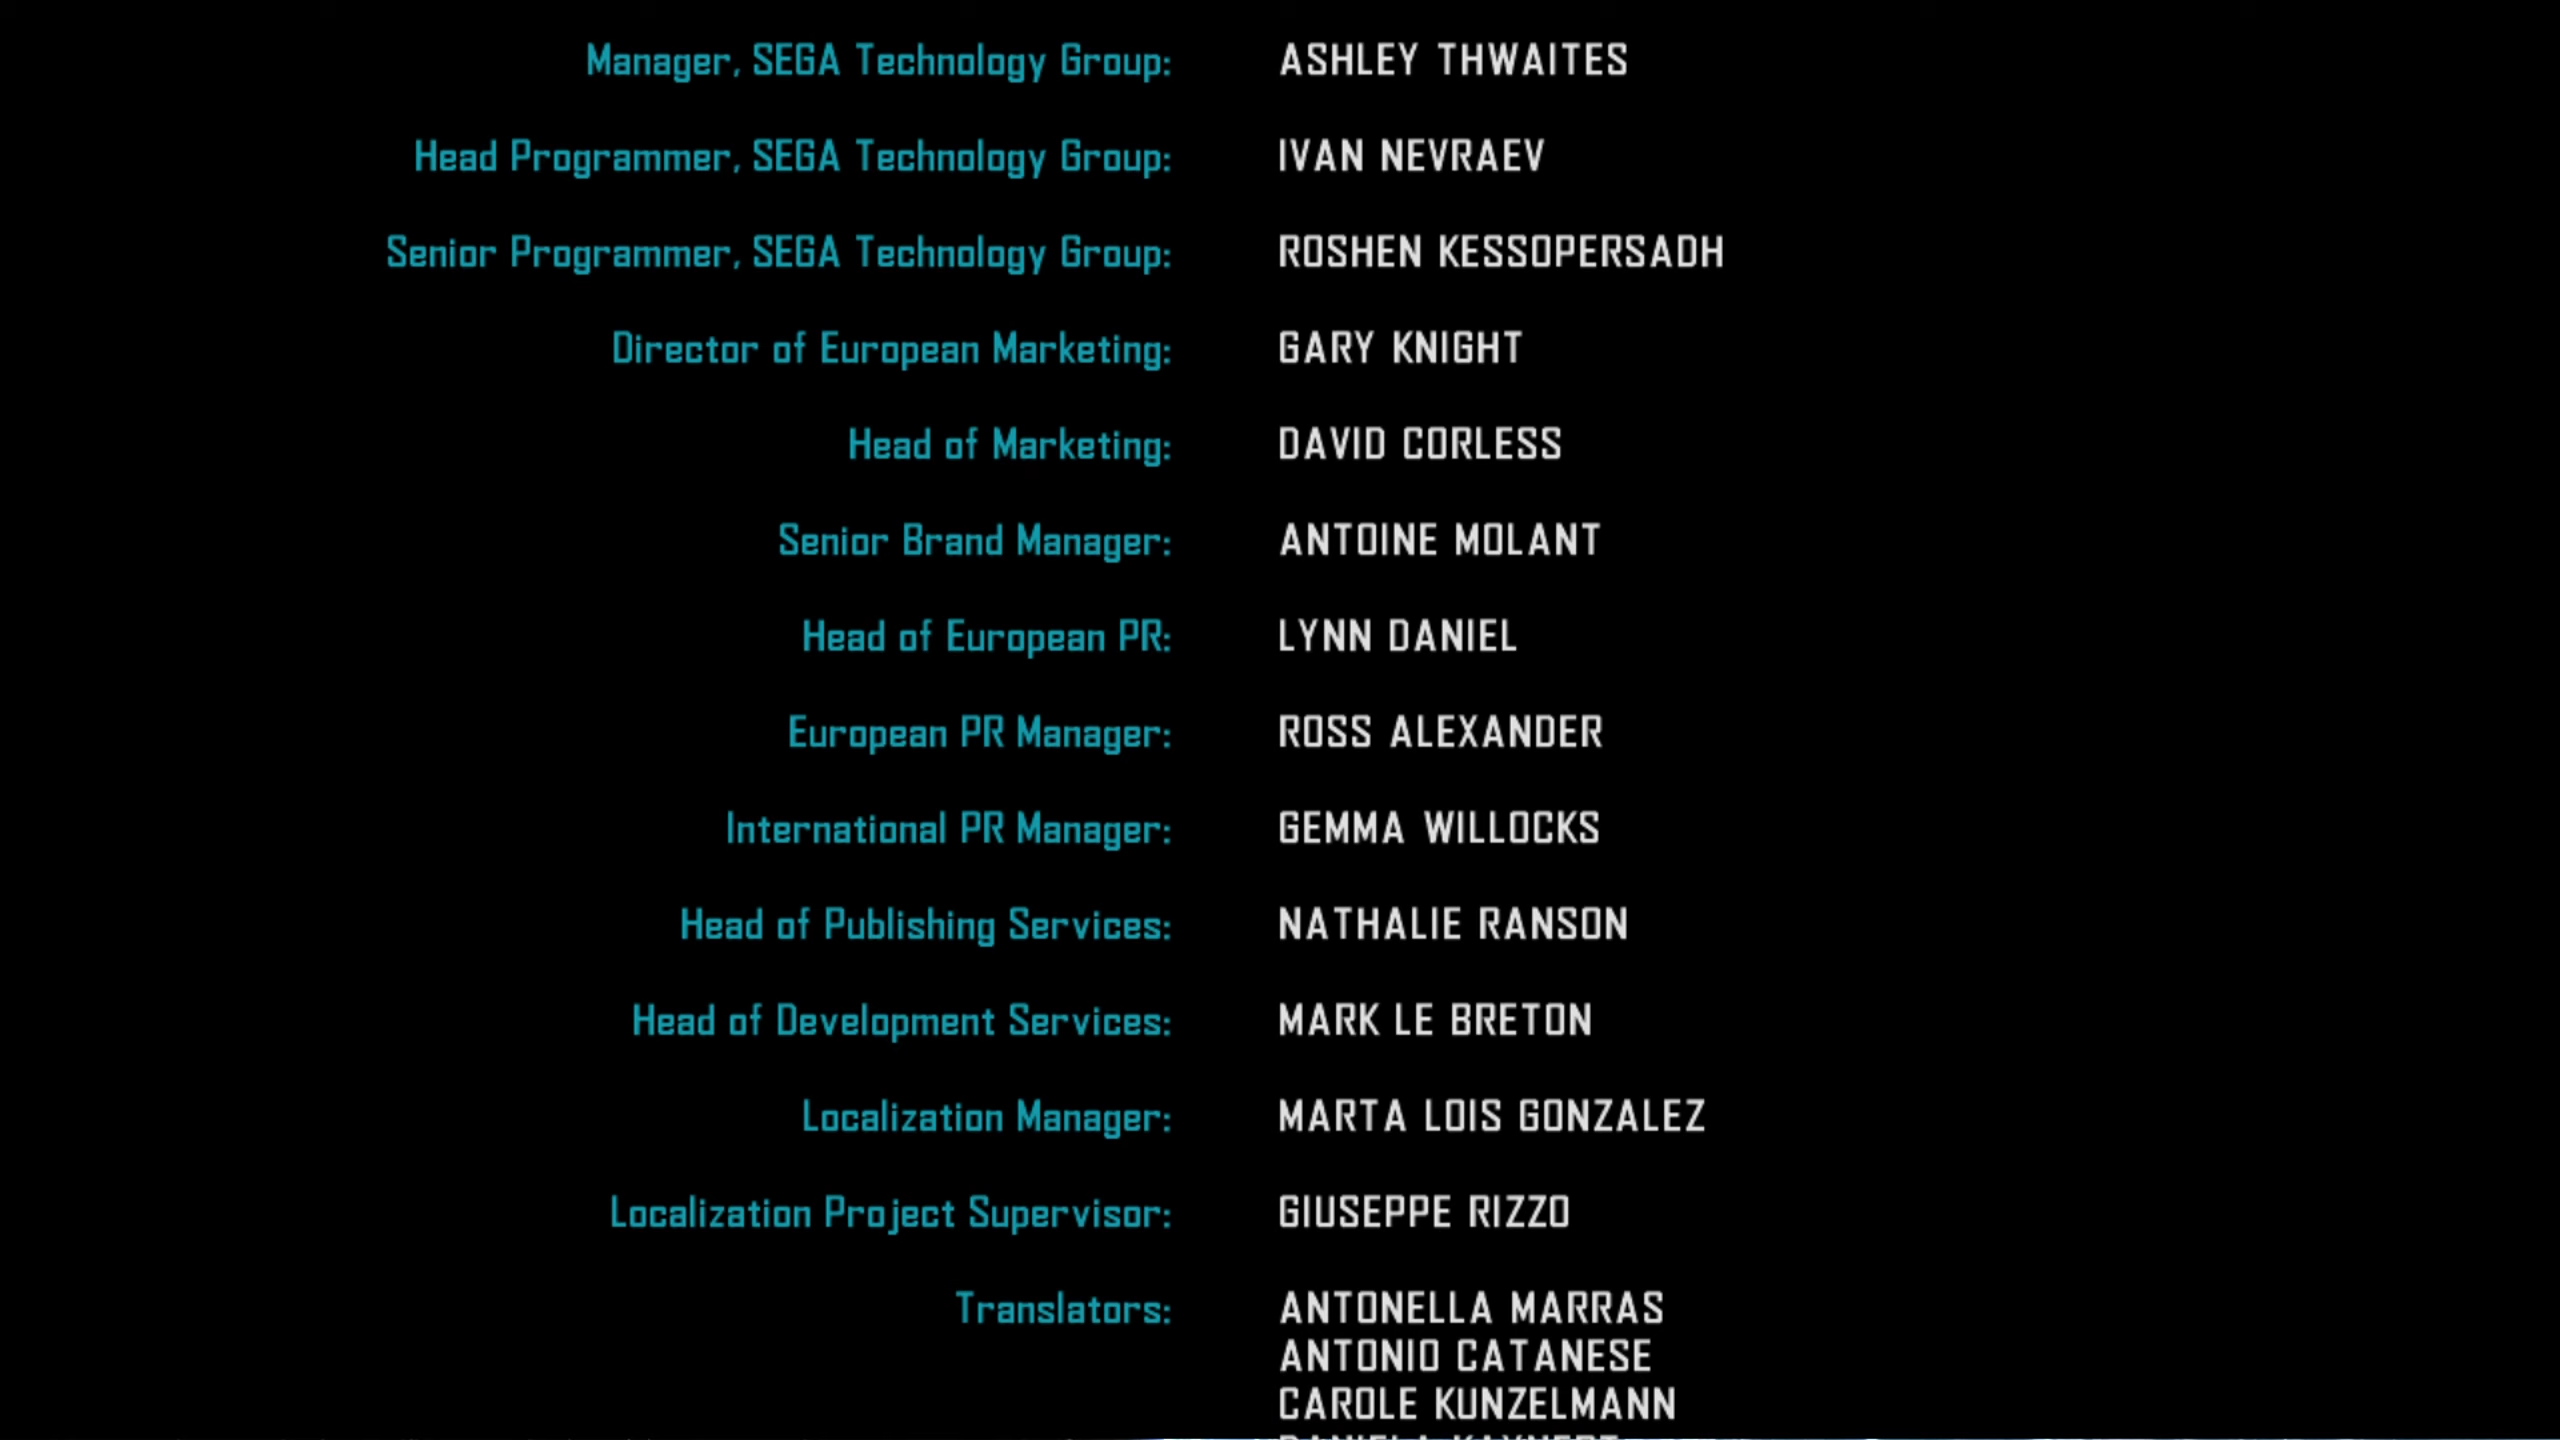 Manager, SEGA Technology Group: ASHLEY THWAITES
Head Programmer, SEGA Technology Group: IVAN NEVRAEV
Senior Programmer, SEGA Technology Group: ROSHEN KESSOPERSADH
Director of European Marketing: GARY KNIGHT
Head of Marketing: DAVID CORLESS
Senior Brand Manager: ANTOINE MOLANT
Head of European PR: LYNN DANIEL
European PR Manager: ROSS ALEXANDER
International PR Manager: GEMMA WILLOCKS
Head of Publishing Services: NATHALIE RANSON
Head of Development Services: MARK LE BRETON
Localization Manager: MARTA LOIS GONZALEZ
Localization Project Supervisor: GIUSEPPE RIZZO
Translators: ANTONELLA MARRAS
ANTONIO CATANESE
CAROLE KUNZELMANN